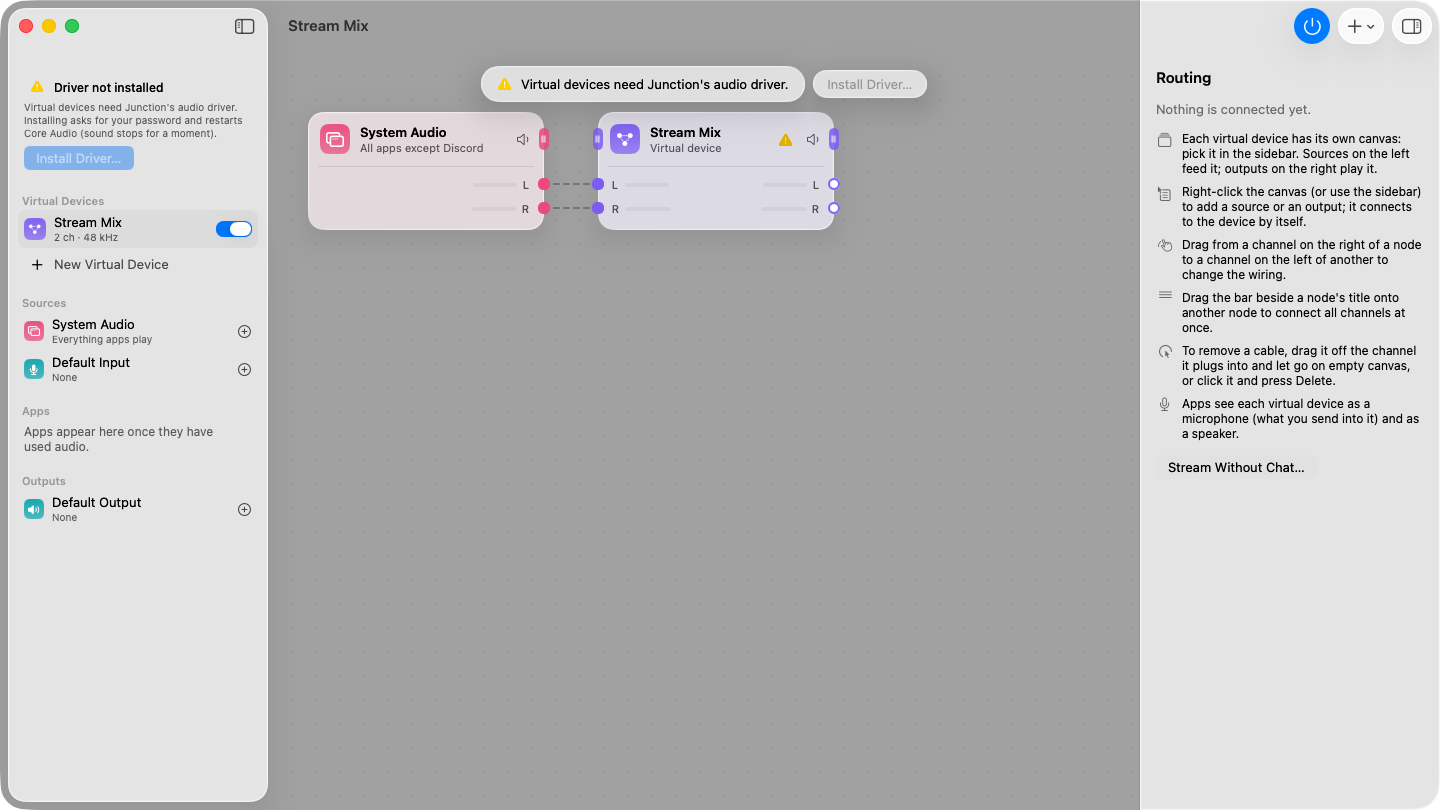 Stream Mix
Driver not installed
Virtual devices need Junction's audio driver.
Installing asks for your password and restarts
Core Audio (sound stops for a moment).
Install Driver...
Virtual Devices
Stream Mix
2 ch · 48 kHz
New Virtual Device
Sources
System Audio
Everything apps play
Default Input
None
Apps
Apps appear here once they have
used audio.
Outputs
Default Output
None
Virtual devices need Junction's audio driver.
Install Driver...
System Audio
All apps except Discord
L
R
Stream Mix
Virtual device
L
L
R
R
Routing
Nothing is connected yet.
Each virtual device has its own canvas:
pick it in the sidebar. Sources on the left
feed it; outputs on the right play it.
Right-click the canvas (or use the sidebar)
to add a source or an output; it connects
to the device by itself.
Drag from a channel on the right of a node
to a channel on the left of another to
change the wiring.
Drag the bar beside a node's title onto
another node to connect all channels at
once.
To remove a cable, drag it off the channel
it plugs into and let go on empty canvas,
or click it and press Delete.
Apps see each virtual device as a
microphone (what you send into it) and as
a speaker.
Stream Without Chat...